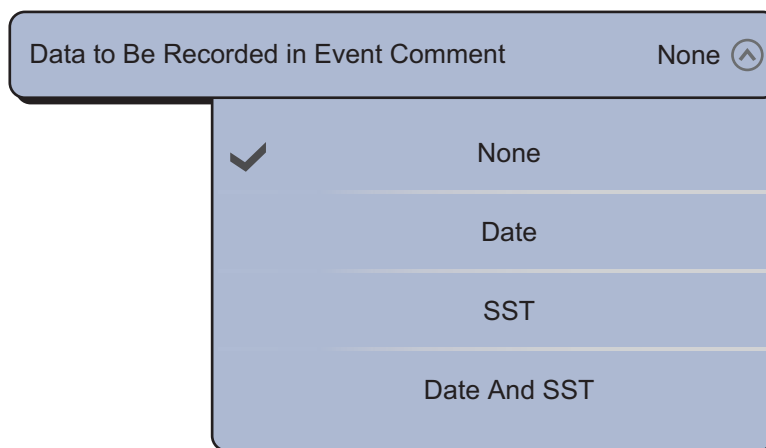 Data to Be Recorded in Event Comment None
None
Date
SST
Date And SST